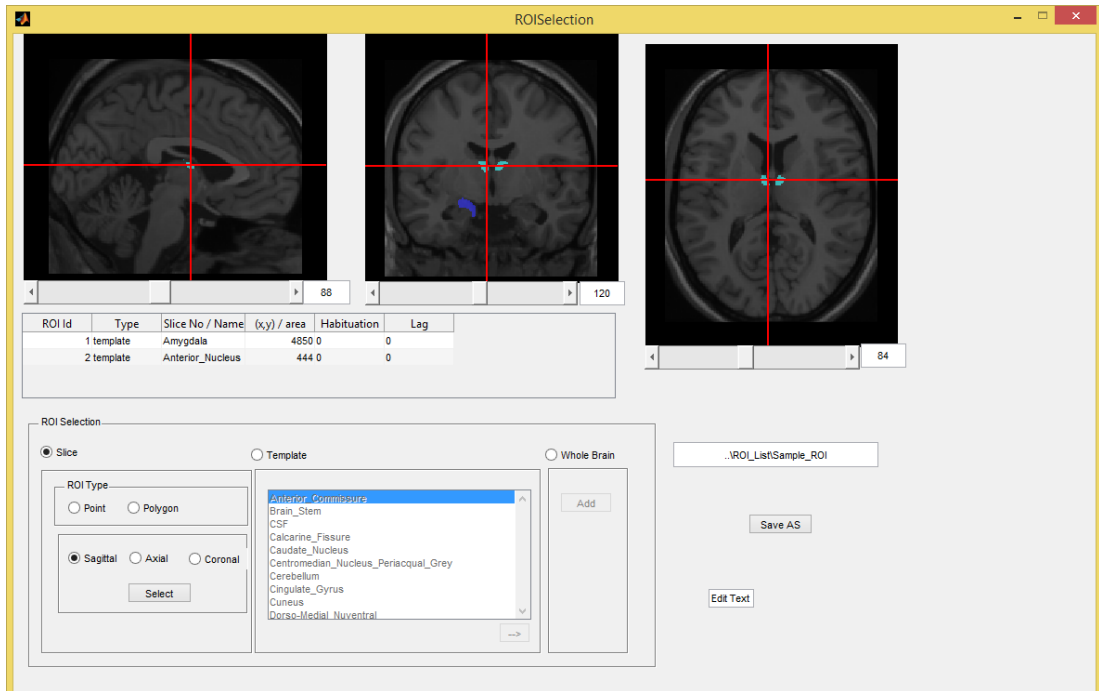 ROISelection
88
120
84
ROI Id Type Slice No / Name (x,y) / area Habituation Lag
1 template Amygdala 4850 0 0
2 template Anterior_Nucleus 444 0 0
ROI Selection
Slice
Template
Whole Brain
..\ROI_List\Sample_ROI
ROI Type
Point Polygon
Sagittal Axial Coronal
Select
Anterior_Commissure
Brain_Stem
CSF
Calcarine_Fissure
Caudate_Nucleus
Centromedian_Nucleus_Periacqual_Grey
Cerebellum
Cingulate_Gyrus
Cuneus
Dorso-Medial_Nuventral
-->
Add
Save AS
Edit Text